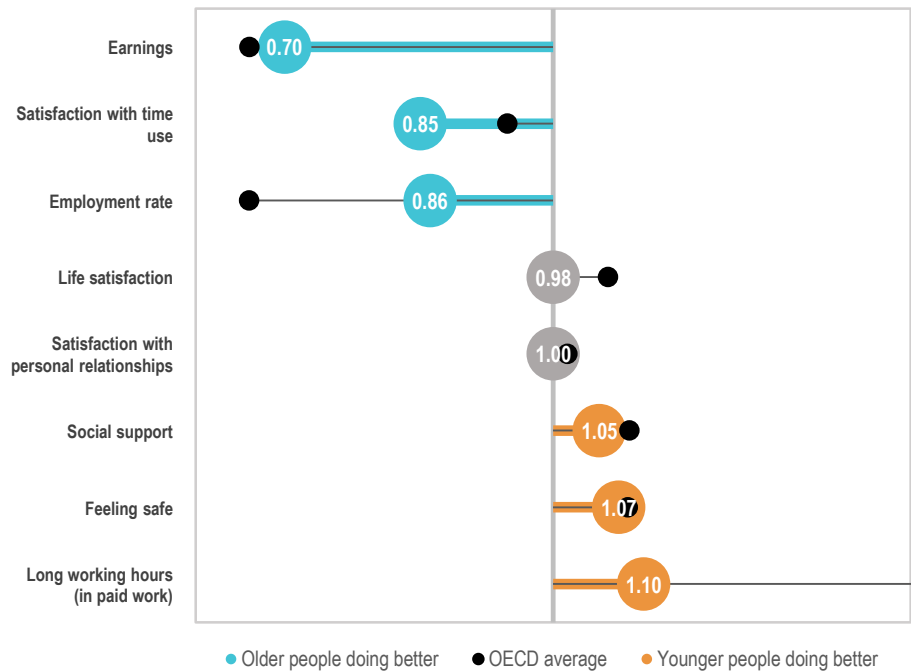 Earnings
0.70
Satisfaction with time
use
0.85
Employment rate
0.86
Life satisfaction
0.98
Satisfaction with
personal relationships
1.00
Social support
1.05
Feeling safe
1.07
Long working hours
(in paid work)
1.10
Older people doing better
OECD average
Younger people doing better